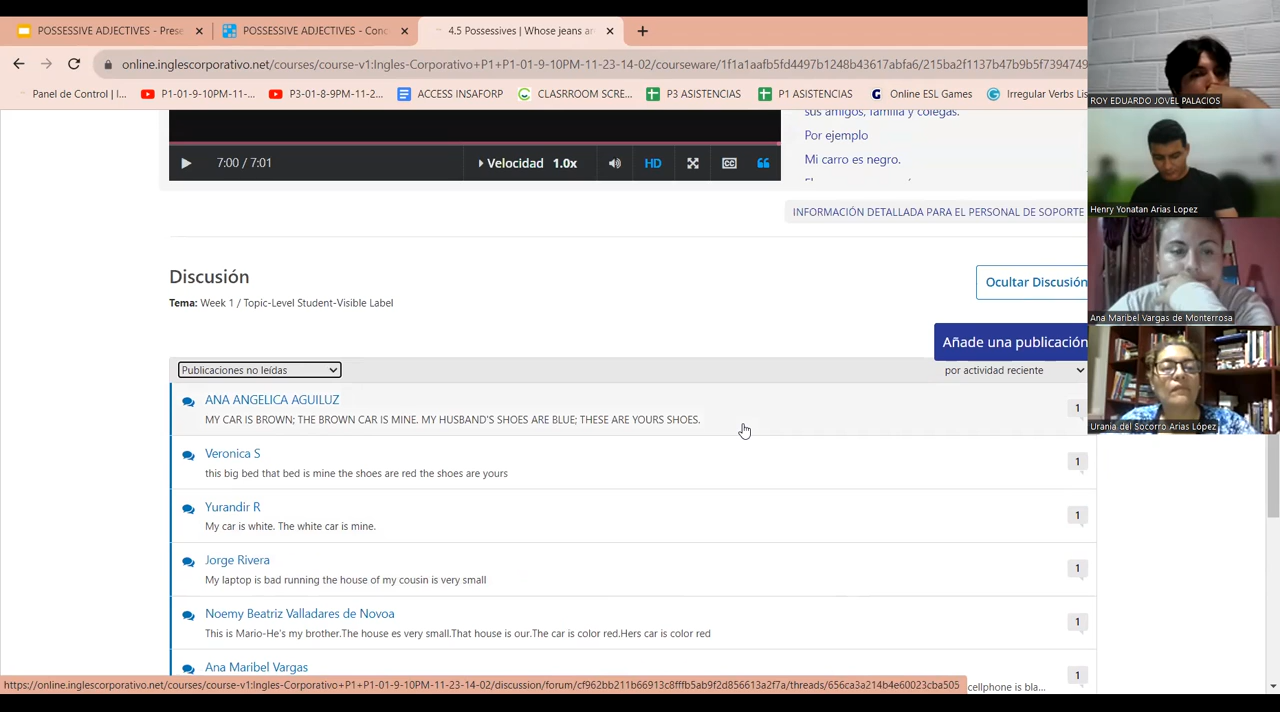 POSSESSIVE ADJECTIVES - Prese
POSSESSIVE ADJECTIVES - Conc
4.5 Possessives | Whose jeans ar
online.inglescorporativo.net/courses/course-v1:Ingles-Corporativo+P1+P1-01-9-10PM-11-23-14-02/courseware/1f1a1aafb5fd4497b1248b43617abfa6/215ba2f1137b47b9b5f7394749
Panel de Control | I...
P1-01-9-10PM-11-...
P3-01-8-9PM-11-2...
ACCESS INSAFORP
CLASRROOM SCRE...
P3 ASISTENCIAS
P1 ASISTENCIAS
Online ESL Games
Irregular Verbs Lis
ROY EDUARDO JOVEL PALACIOS
Henry Yonatan Arias Lopez
Ana Maribel Vargas de Monterrosa
Urania del Socorro Arias López
sus amigos, familia y colegas.
Por ejemplo
Mi carro es negro.
7:00 / 7:01
Velocidad 1.0x
HD
INFORMACIÓN DETALLADA PARA EL PERSONAL DE SOPORTE
Discusión
Ocultar Discusión
Tema: Week 1 / Topic-Level Student-Visible Label
Añade una publicación
Publicaciones no leídas
por actividad reciente
ANA ANGELICA AGUILUZ
MY CAR IS BROWN; THE BROWN CAR IS MINE. MY HUSBAND'S SHOES ARE BLUE; THESE ARE YOURS SHOES.
1
Veronica S
this big bed that bed is mine the shoes are red the shoes are yours
1
Yurandir R
My car is white. The white car is mine.
1
Jorge Rivera
My laptop is bad running the house of my cousin is very small
1
Noemy Beatriz Valladares de Novoa
This is Mario-He's my brother.The house es very small.That house is our.The car is color red.Hers car is color red
1
Ana Maribel Vargas
cellphone is bla...
1
https://online.inglescorporativo.net/courses/course-v1:Ingles-Corporativo+P1+P1-01-9-10PM-11-23-14-02/discussion/forum/cf962bb211b66913c8fffb5ab9f2d856613a2f7a/threads/656ca3a214b4e60023cba505